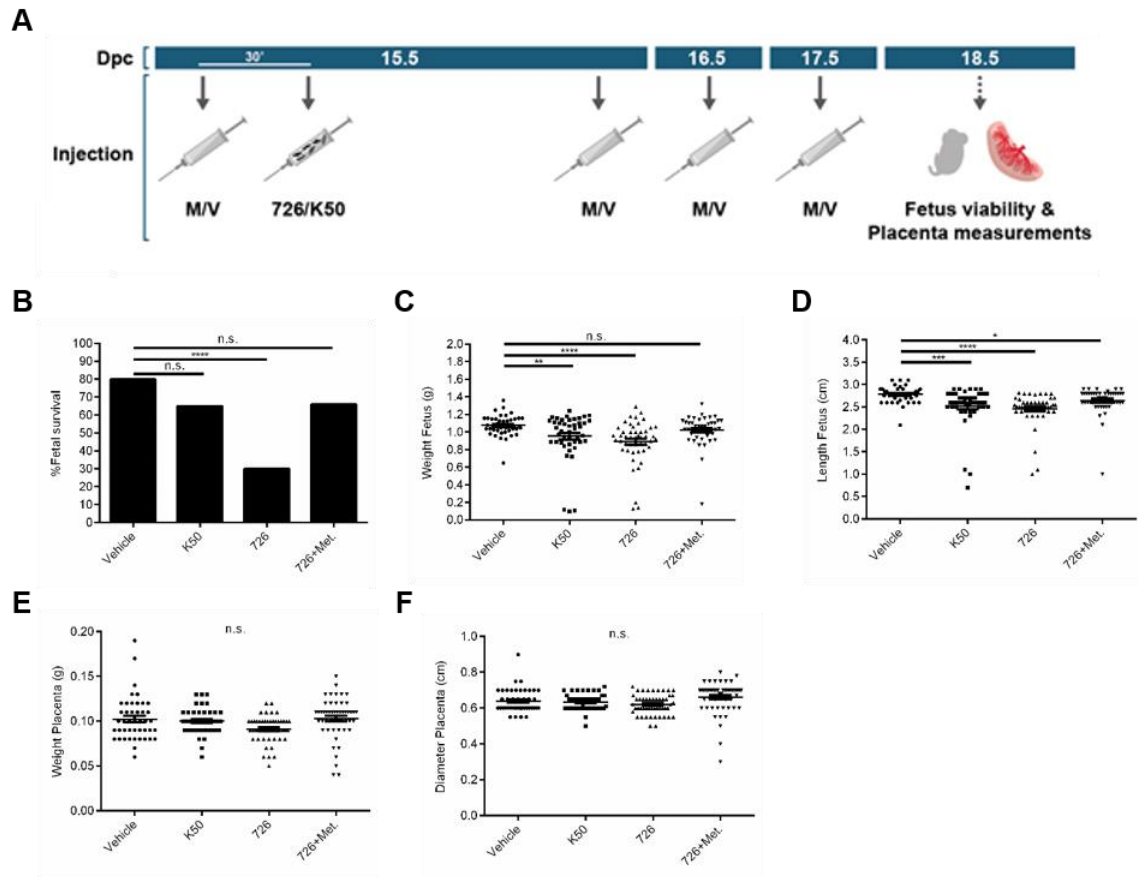 A
Dpc
30'
15.5
16.5
17.5
18.5
Injection
M/V
726/K50
M/V
M/V
M/V
Fetus viability &
Placenta measurements
B
n.s.
****
n.s.
%Fetal survival
100
90
80
70
60
50
40
30
20
10
0
Vehicle
K50
726
726+Met.
C
n.s.
****
**
Weight Fetus (g)
2.0
1.8
1.6
1.4
1.2
1.0
0.8
0.6
0.4
0.2
0.0
Vehicle
K50
726
726+Met.
D
*
****
***
Length Fetus (cm)
4.0
3.5
3.0
2.5
2.0
1.5
1.0
0.5
0.0
Vehicle
K50
726
726+Met.
E
n.s.
Weight Placenta (g)
0.20
0.15
0.10
0.05
0.00
Vehicle
K50
726
726+Met.
F
n.s.
Diameter Placenta (cm)
1.0
0.8
0.6
0.4
0.2
0.0
Vehicle
K50
726
726+Met.